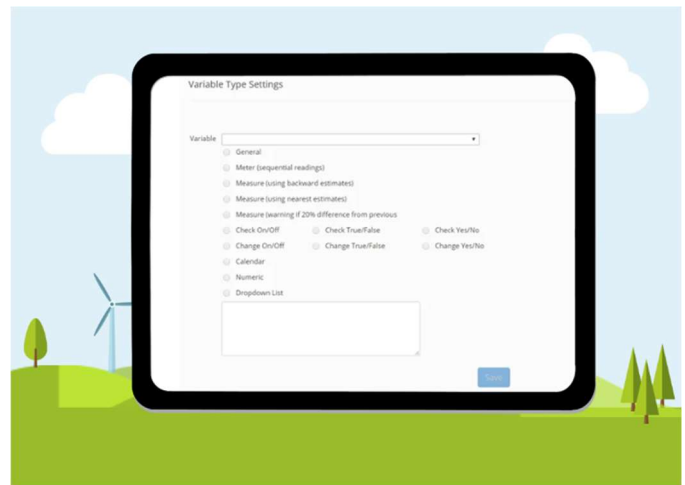 Variable Type Settings
Variable
General
Meter (sequential readings)
Measure (using backward estimates)
Measure (using nearest estimates)
Measure (warning if 20% difference from previous
Check On/Off Check True/False Check Yes/No
Change On/Off Change True/False Change Yes/No
Calendar
Numeric
Dropdown List
Save